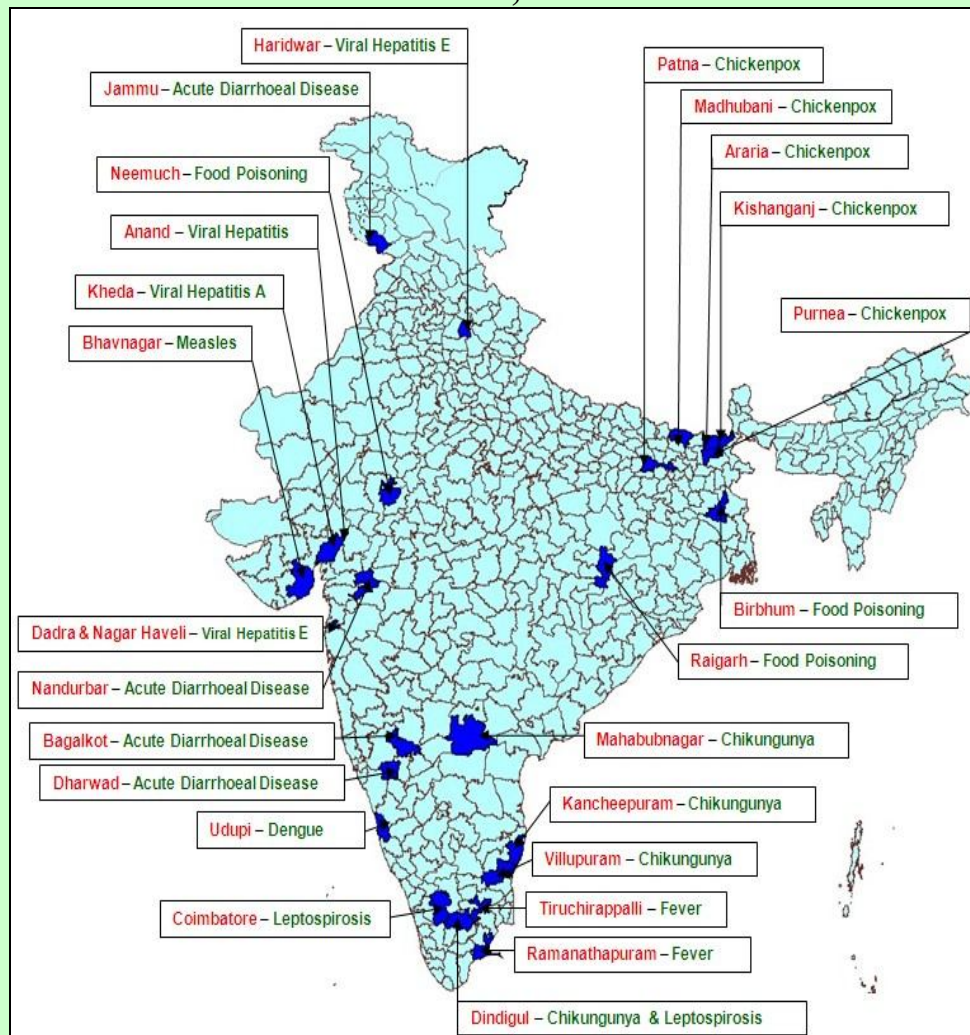 Haridwar – Viral Hepatitis E
Jammu – Acute Diarrhoeal Disease
Neemuch – Food Poisoning
Anand – Viral Hepatitis
Kheda – Viral Hepatitis A
Bhavnagar – Measles
Dadra & Nagar Haveli – Viral Hepatitis E
Nandurbar – Acute Diarrhoeal Disease
Bagalkot – Acute Diarrhoeal Disease
Dharwad – Acute Diarrhoeal Disease
Udupi – Dengue
Coimbatore – Leptospirosis
Patna – Chickenpox
Madhubani – Chickenpox
Araria – Chickenpox
Kishanganj – Chickenpox
Purnea – Chickenpox
Birbhum – Food Poisoning
Raigarh – Food Poisoning
Mahabubnagar – Chikungunya
Kancheepuram – Chikungunya
Villupuram – Chikungunya
Tiruchirappalli – Fever
Ramanathapuram – Fever
Dindigul – Chikungunya & Leptospirosis